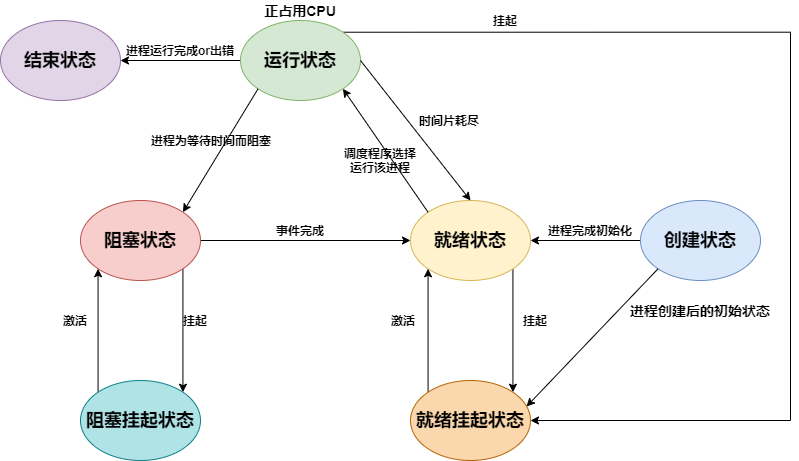 正占用CPU
挂起
结束状态
进程运行完成or出错
运行状态
时间片耗尽
进程为等待时间而阻塞
调度程序选择
运行该进程
阻塞状态
事件完成
就绪状态
进程完成初始化
创建状态
激活
挂起
激活
挂起
进程创建后的初始状态
阻塞挂起状态
就绪挂起状态